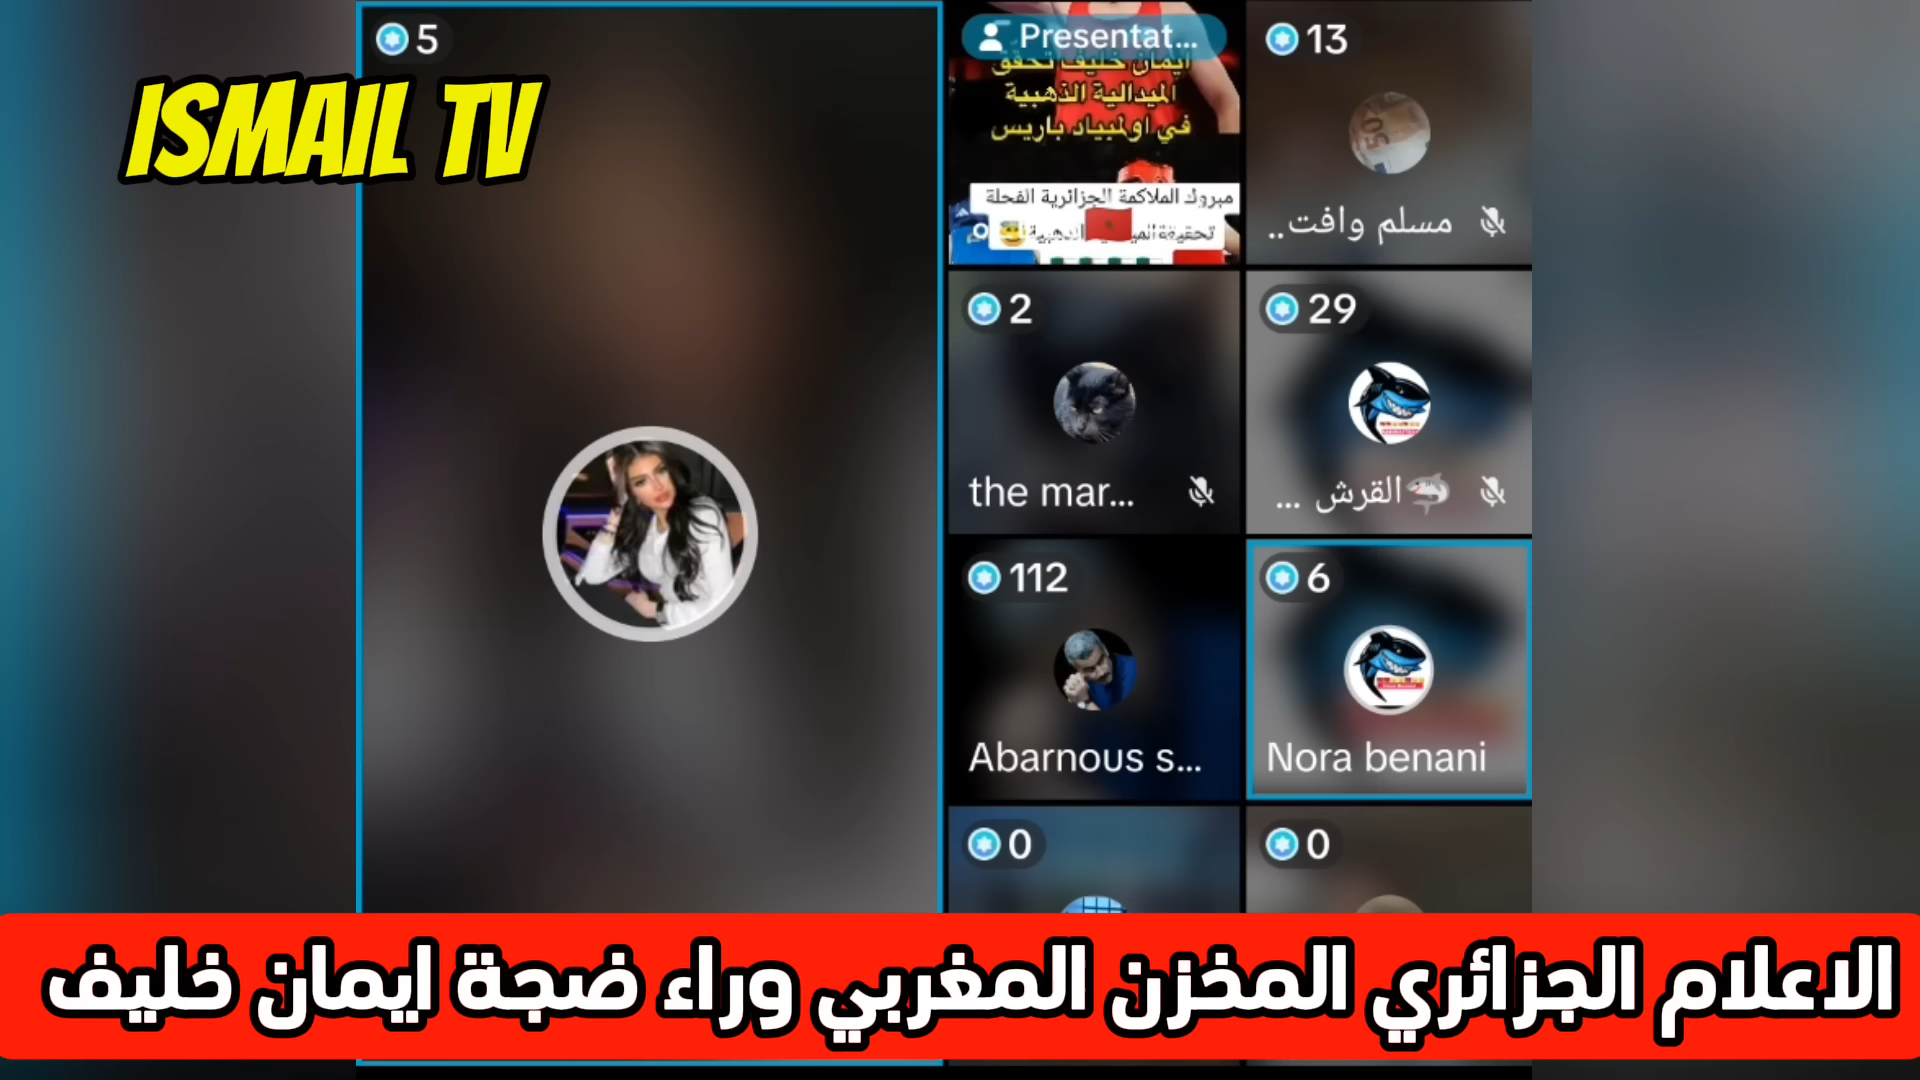 5
ISMAIL TV
Presentat...
ايمان خليف تحقق
الميدالية الذهبية
في اولمبياد باريس
مبروك الملاكمة الجزائرية الفحلة
13
مسلم وافت..
2
the mar...
29
القرش ...
112
Abarnous s...
6
Nora benani
0
0
الاعلام الجزائري المخزن المغربي وراء ضجة ايمان خليف